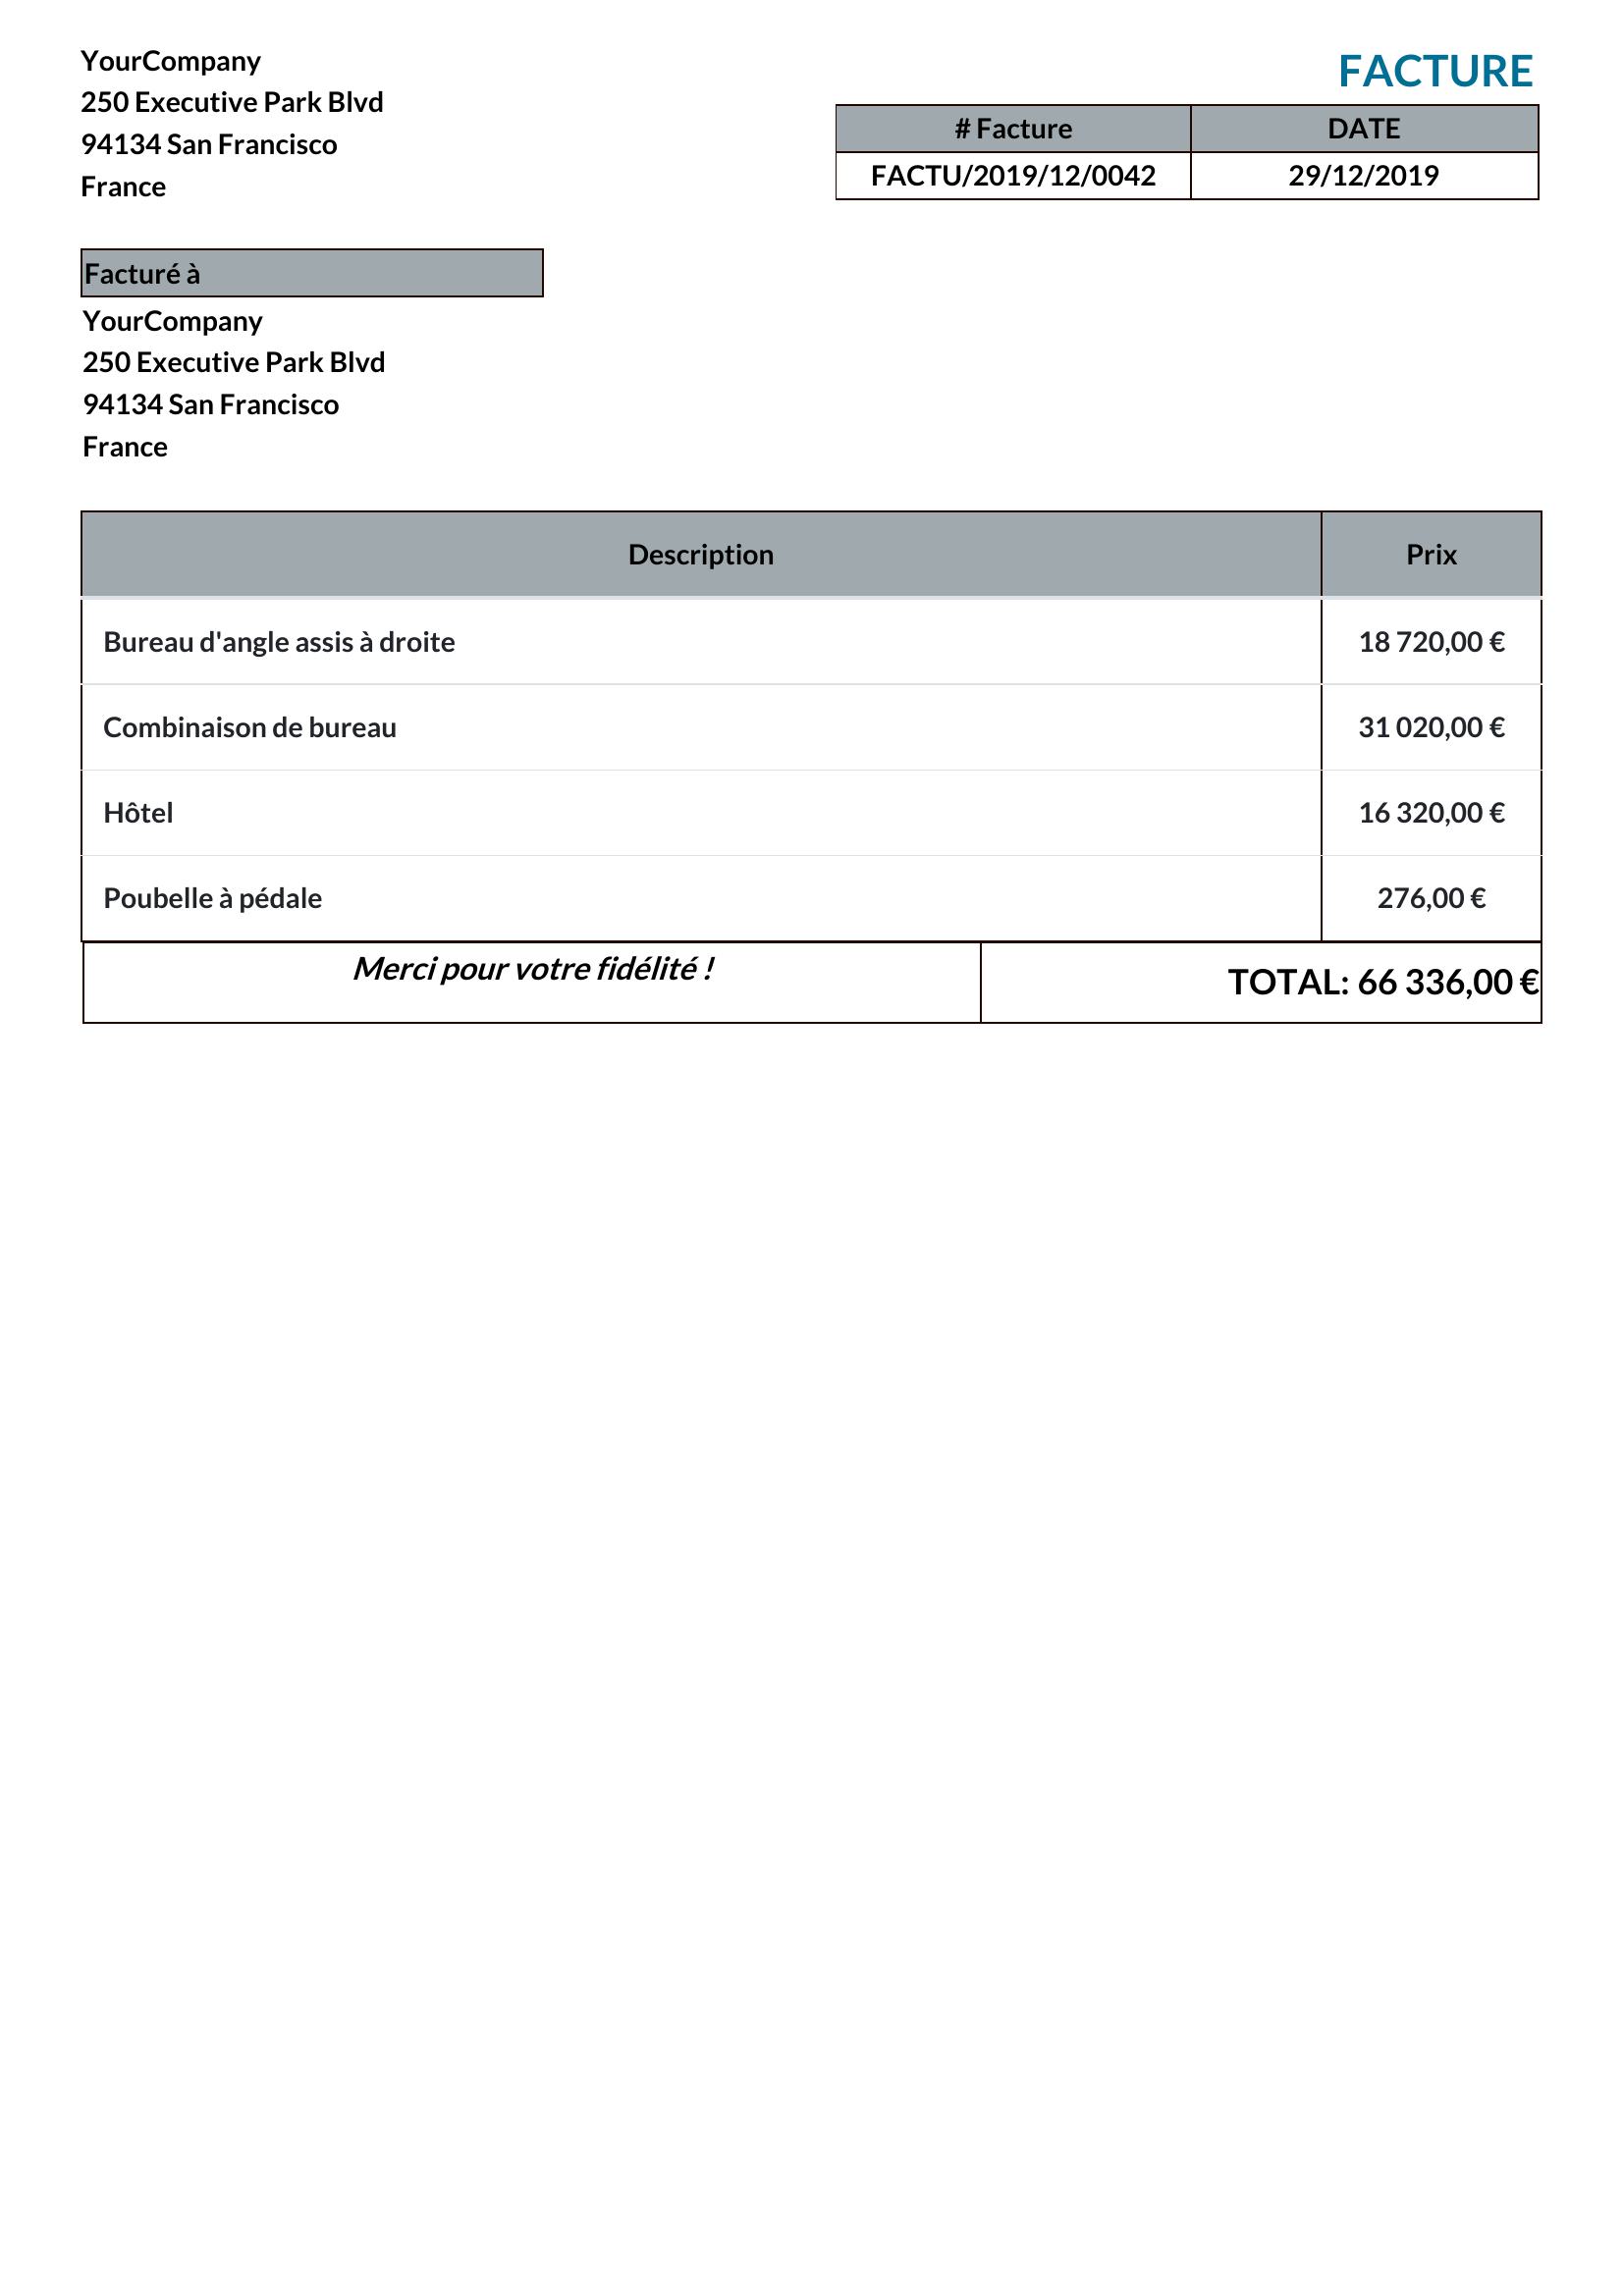 YourCompany
250 Executive Park Blvd
94134 San Francisco
France
FACTURE
# Facture DATE
FACTU/2019/12/0042 29/12/2019
Facturé à
YourCompany
250 Executive Park Blvd
94134 San Francisco
France
Description Prix
Bureau d'angle assis à droite 18 720,00 €
Combinaison de bureau 31 020,00 €
Hôtel 16 320,00 €
Poubelle à pédale 276,00 €
Merci pour votre fidélité !
TOTAL: 66 336,00 €